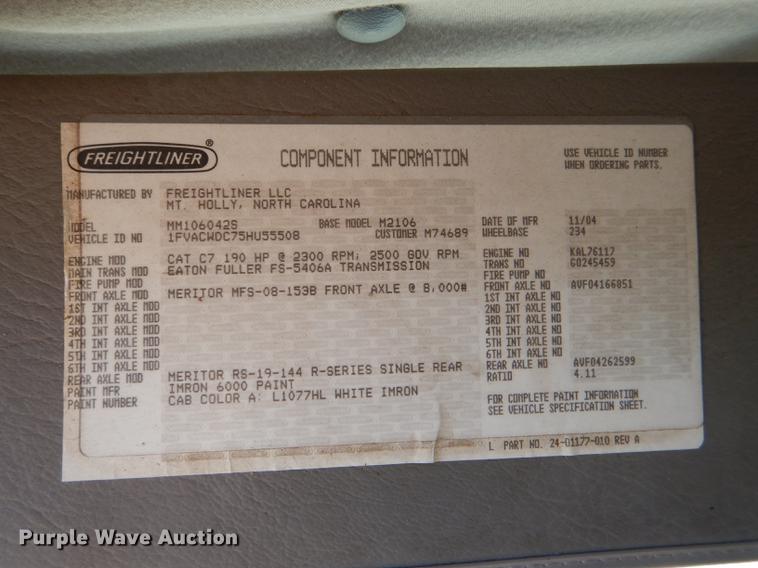 FREIGHTLINER®
COMPONENT INFORMATION
USE VEHICLE ID NUMBER
WHEN ORDERING PARTS.
MANUFACTURED BY FREIGHTLINER LLC
MT. HOLLY, NORTH CAROLINA
MODEL MM106042S BASE MODEL M2106 DATE OF MFR 11/04
VEHICLE ID NO 1FVACWDC75HU55508 CUSTOMER M74689 WHEELBASE 234
ENGINE MOD CAT C7 190 HP @ 2300 RPM; 2500 GOV RPM ENGINE NO KAL76117
MAIN TRANS MOD EATON FULLER FS-5406A TRANSMISSION TRANS NO G0245459
FIRE PUMP MOD FIRE PUMP NO
FRONT AXLE MOD MERITOR MFS-08-153B FRONT AXLE @ 8,000# FRONT AXLE NO AVF04166851
1ST INT AXLE MOD 1ST INT AXLE NO
2ND INT AXLE MOD 2ND INT AXLE NO
3RD INT AXLE MOD 3RD INT AXLE NO
4TH INT AXLE MOD 4TH INT AXLE NO
5TH INT AXLE MOD 5TH INT AXLE NO
6TH INT AXLE MOD 6TH INT AXLE NO
REAR AXLE MOD MERITOR RS-19-144 R-SERIES SINGLE REAR REAR AXLE NO AVF04262599
PAINT MFR IMRON 6000 PAINT RATIO 4.11
PAINT NUMBER CAB COLOR A: L1077HL WHITE IMRON
FOR COMPLETE PAINT INFORMATION
SEE VEHICLE SPECIFICATION SHEET.
L PART NO. 24-01177-010 REV A
Purple Wave Auction